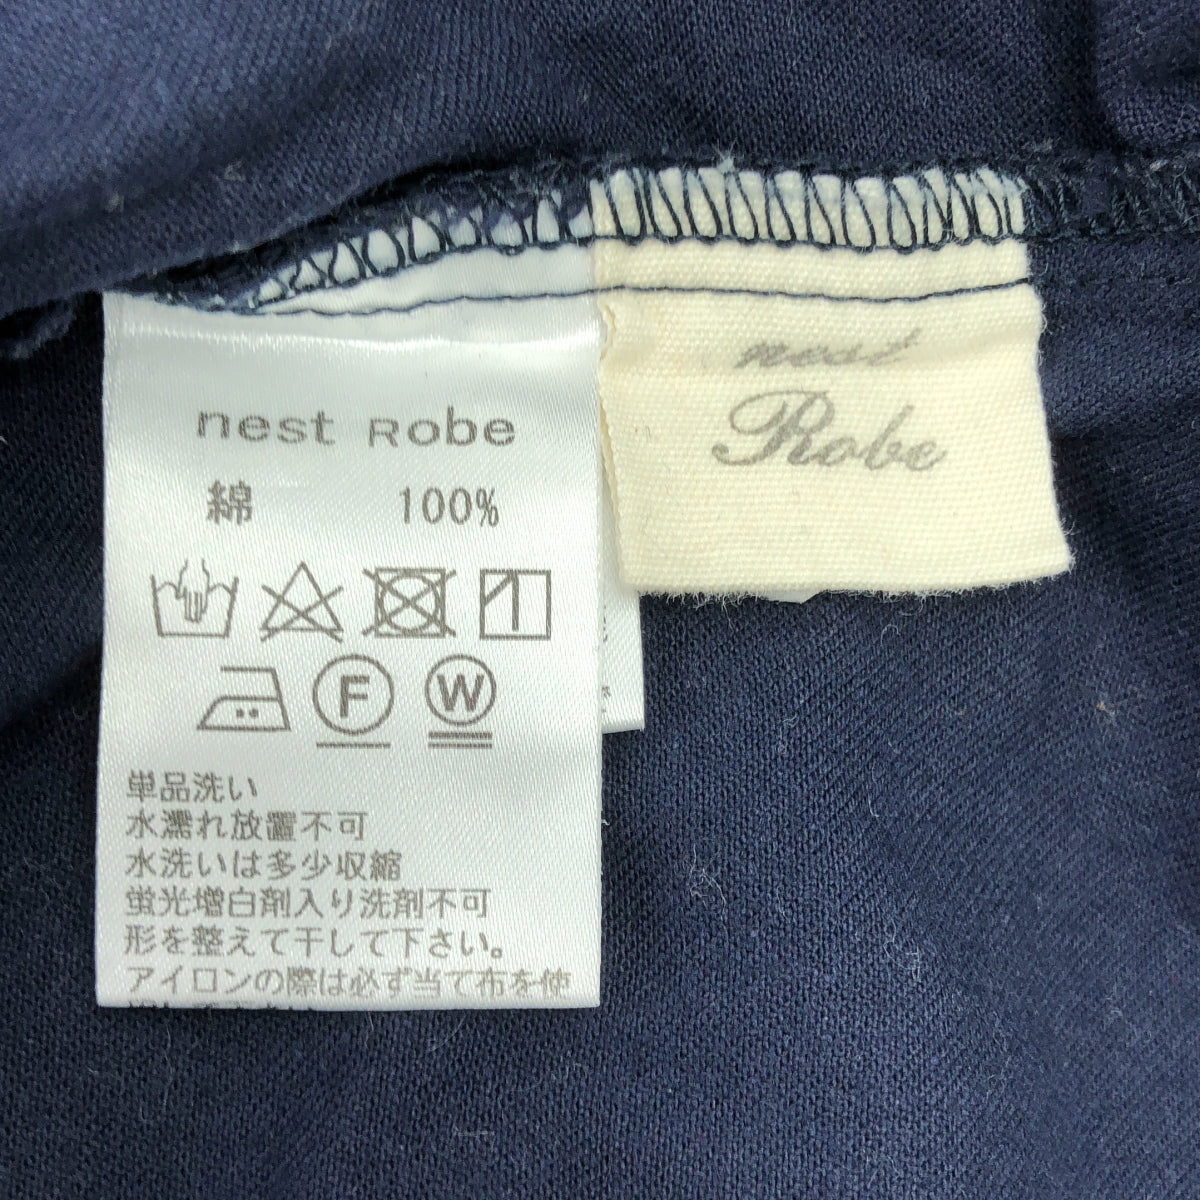 nest Robe
綿 100%
F W
単品洗い
水濡れ放置不可
水洗いは多少収縮
蛍光増白剤入り洗剤不可
形を整えて干して下さい。
アイロンの際は必ず当て布を使
nest
Robe